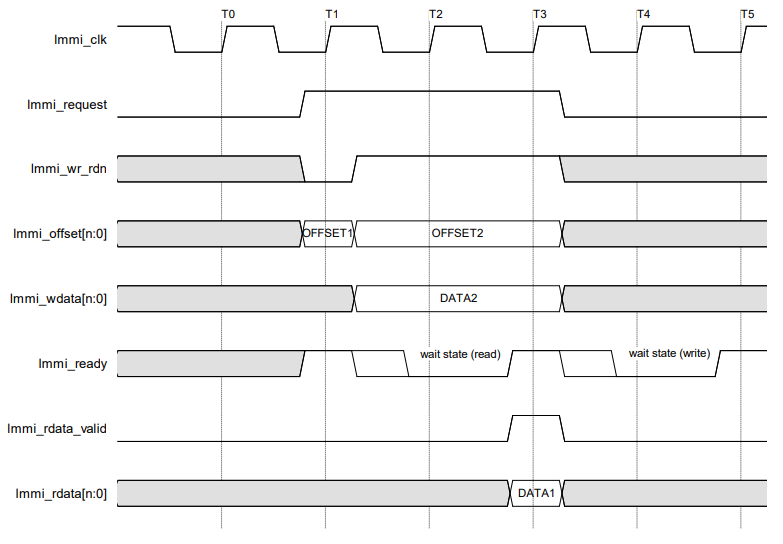 T0 T1 T2 T3 T4 T5
lmmi_clk
lmmi_request
lmmi_wr_rdn
lmmi_offset[n:0] OFFSET1 OFFSET2
lmmi_wdata[n:0] DATA2
lmmi_ready wait state (read) wait state (write)
lmmi_rdata_valid
lmmi_rdata[n:0] DATA1